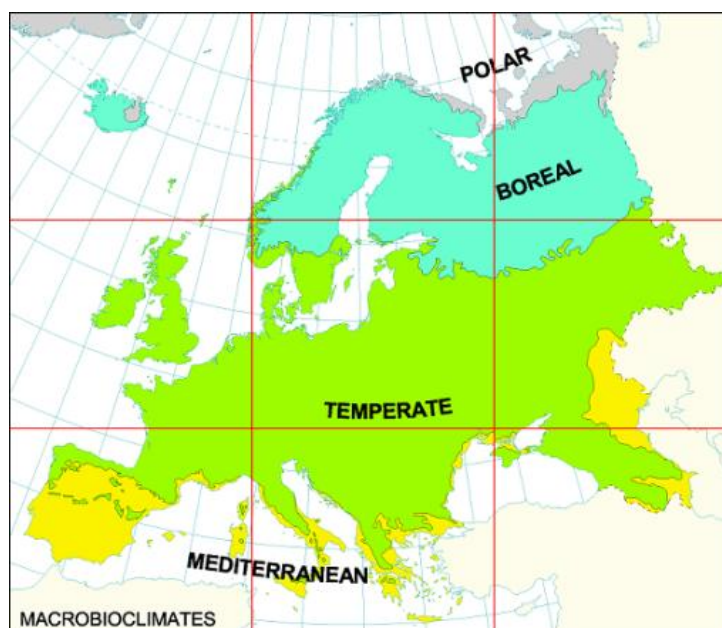 POLAR
BOREAL
TEMPERATE
MEDITERRANEAN
MACROBIOCLIMATES